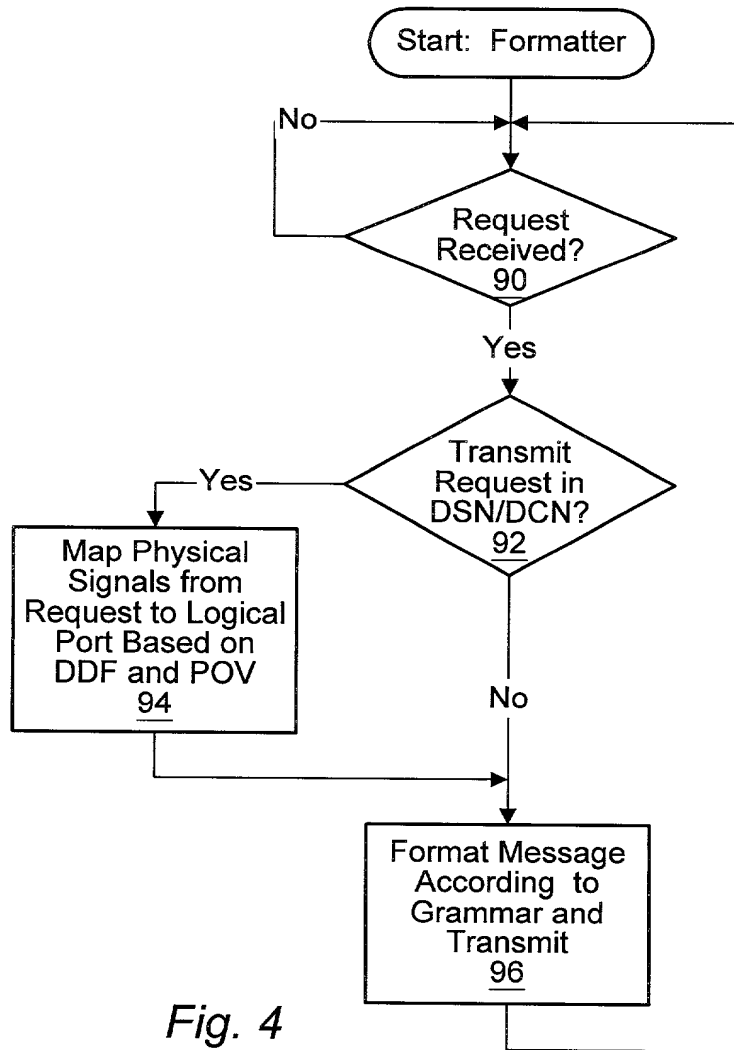 Start: Formatter
No
Request
Received?
90
Yes
Transmit
Request in
DSN/DCN?
92
Yes
Map Physical
Signals from
Request to Logical
Port Based on
DDF and POV
94
No
Format Message
According to
Grammar and
Transmit
96
Fig. 4